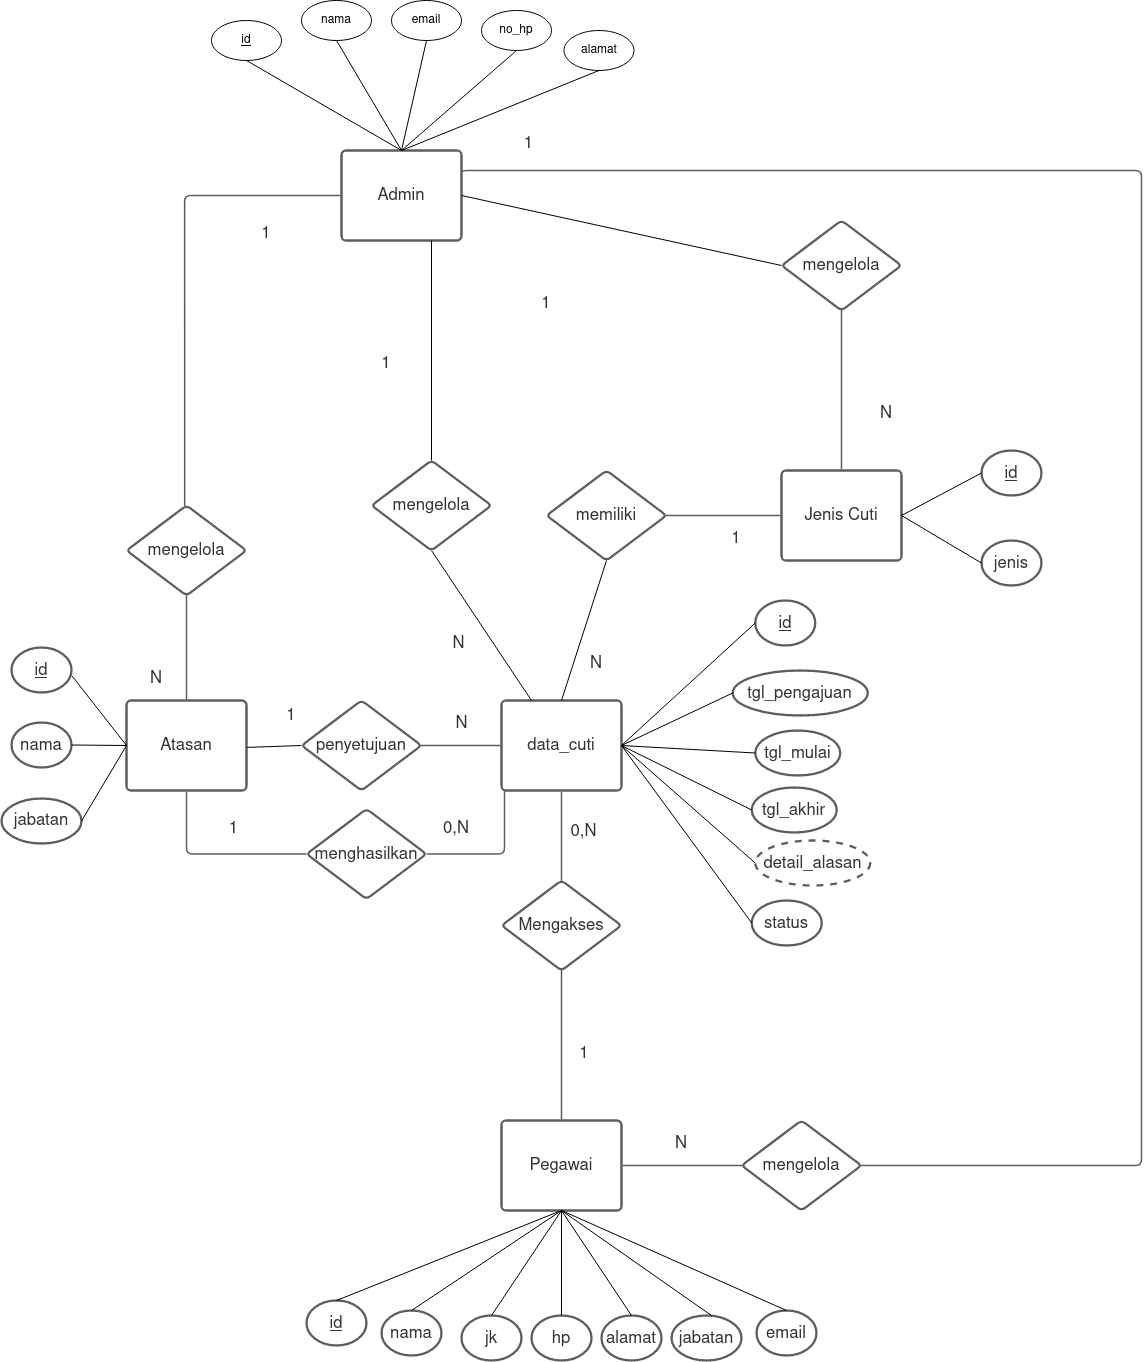 nama
email
no_hp
id
alamat
1
Admin
1
mengelola
1
1
N
id
mengelola
memiliki
Jenis Cuti
1
mengelola
jenis
id
N
N
id
N
tgl_pengajuan
1
N
nama
Atasan
penyetujuan
data_cuti
tgl_mulai
jabatan
tgl_akhir
1
0,N
0,N
menghasilkan
detail_alasan
Mengakses
status
1
N
Pegawai
mengelola
id
nama
jk
hp
alamat
jabatan
email